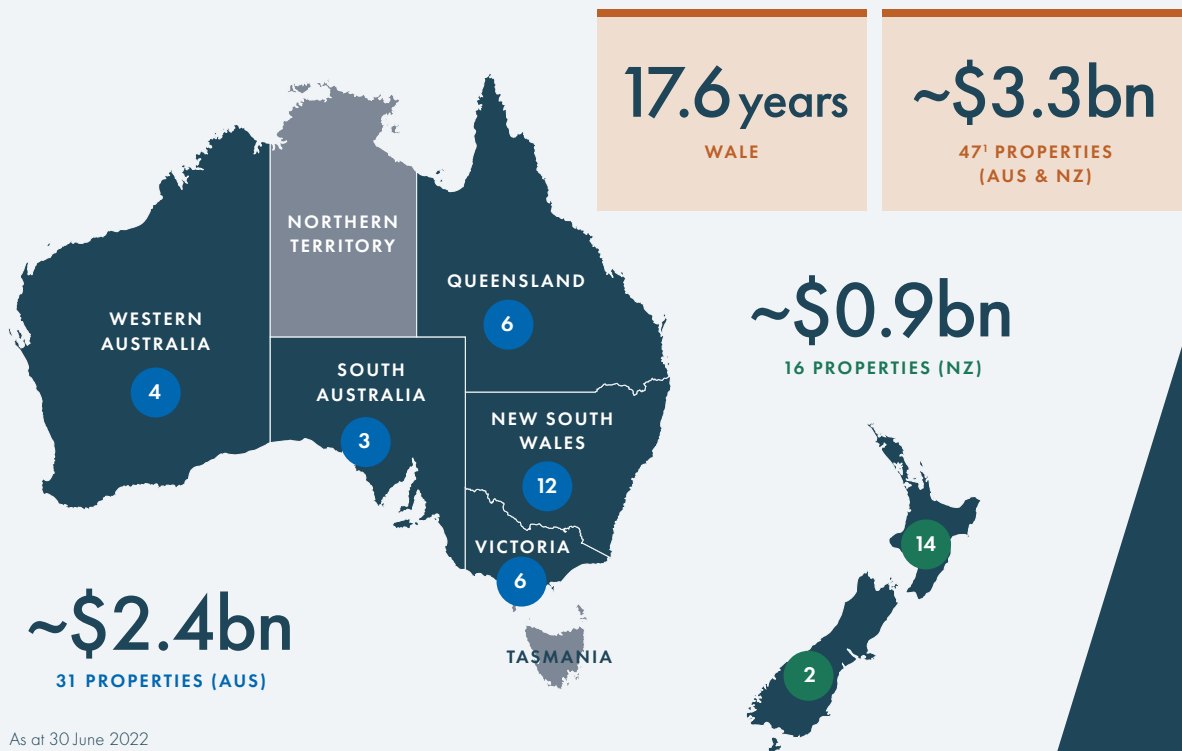 17.6 years
WALE
~$3.3bn
47¹ PROPERTIES
(AUS & NZ)
NORTHERN
TERRITORY
QUEENSLAND
6
WESTERN
AUSTRALIA
4
SOUTH
AUSTRALIA
3
NEW SOUTH
WALES
12
VICTORIA
6
TASMANIA
~$0.9bn
16 PROPERTIES (NZ)
14
2
~$2.4bn
31 PROPERTIES (AUS)
As at 30 June 2022